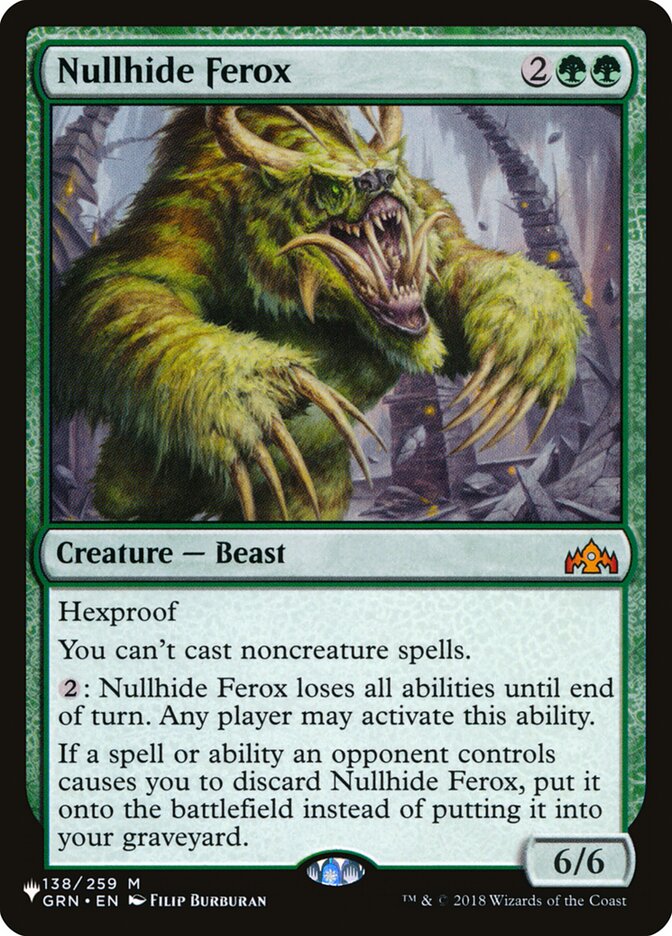 Nullhide Ferox 2
Creature — Beast
Hexproof
You can't cast noncreature spells.
2: Nullhide Ferox loses all abilities until end
of turn. Any player may activate this ability.
If a spell or ability an opponent controls
causes you to discard Nullhide Ferox, put it
onto the battlefield instead of putting it into
your graveyard.
6/6
138/259 M
GRN • EN Filip Burburan
™ & © 2018 Wizards of the Coast